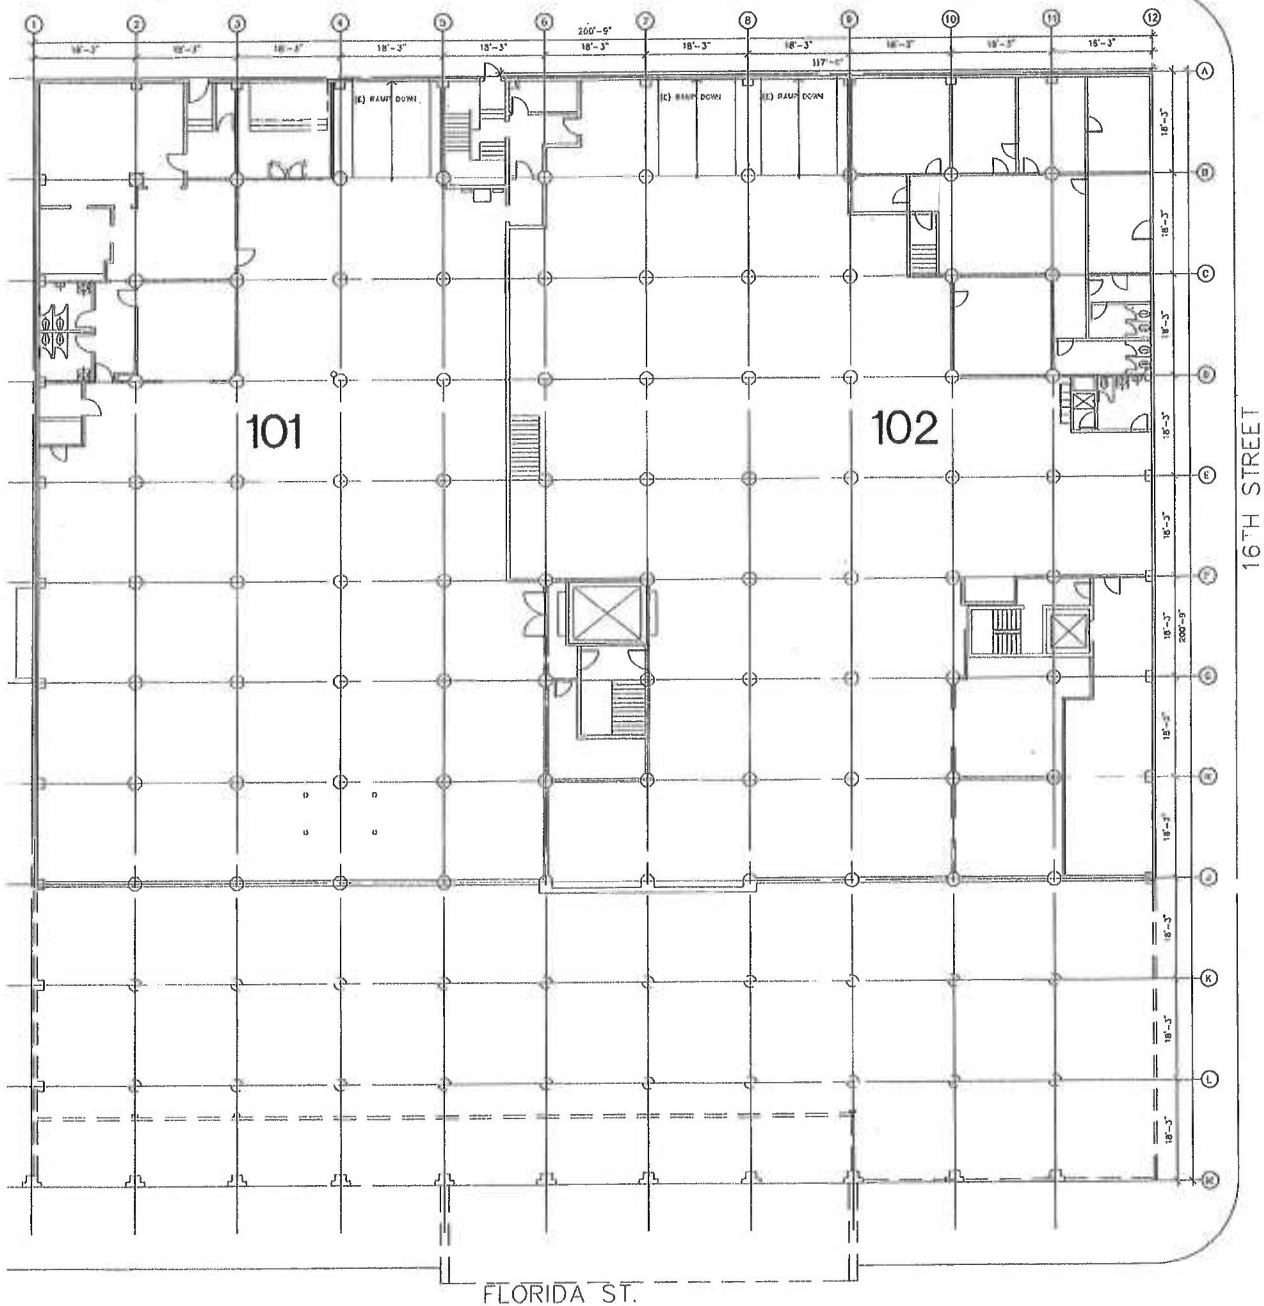 1 2 3 4 5 6 7 8 9 10 11 12
200'-9"
18'-3" 18'-3" 18'-3" 18'-3" 18'-3" 18'-3" 18'-3" 18'-3" 18'-3" 18'-3" 18'-3"
117'-0"
A
(E) RAMP DOWN (E) RAMP DOWN (E) RAMP DOWN
18'-3"
B
18'-3"
C
18'-3"
D
101 102
18'-3"
E
16TH STREET
18'-3"
F
18'-3"
200'-9"
G
18'-3"
H
18'-3"
J
18'-3"
K
18'-3"
L
18'-3"
M
FLORIDA ST.